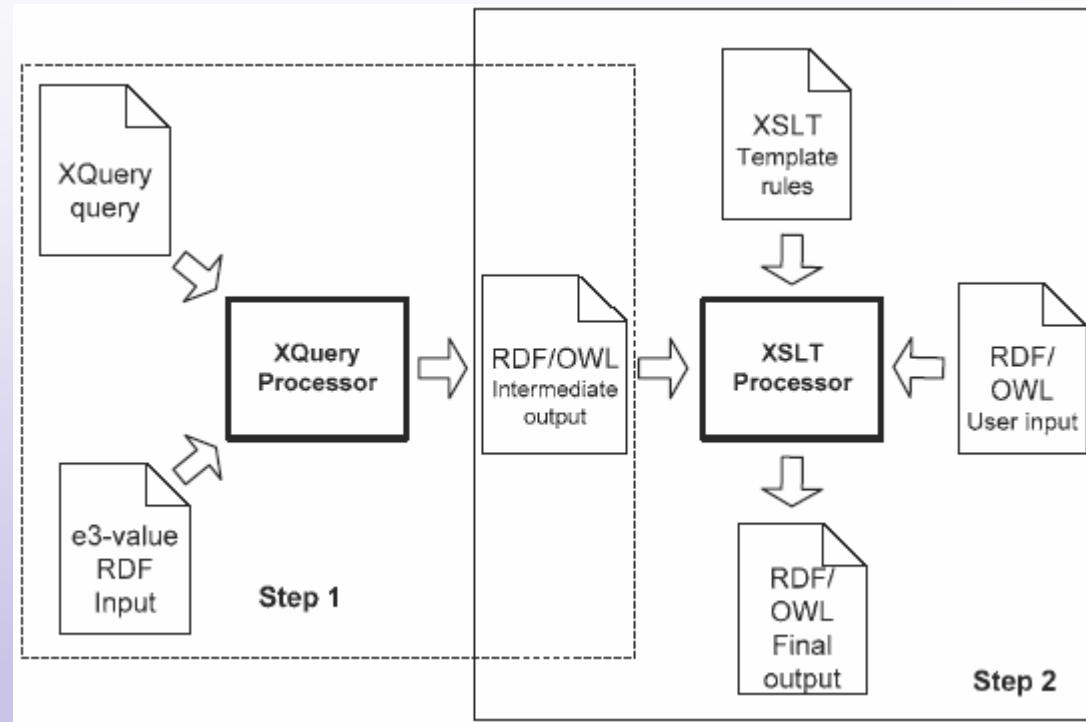 XQuery
query
XQuery
Processor
e3-value
RDF
Input
Step 1
RDF/OWL
Intermediate
output
XSLT
Template
rules
XSLT
Processor
RDF/
OWL
User input
RDF/
OWL
Final
output
Step 2